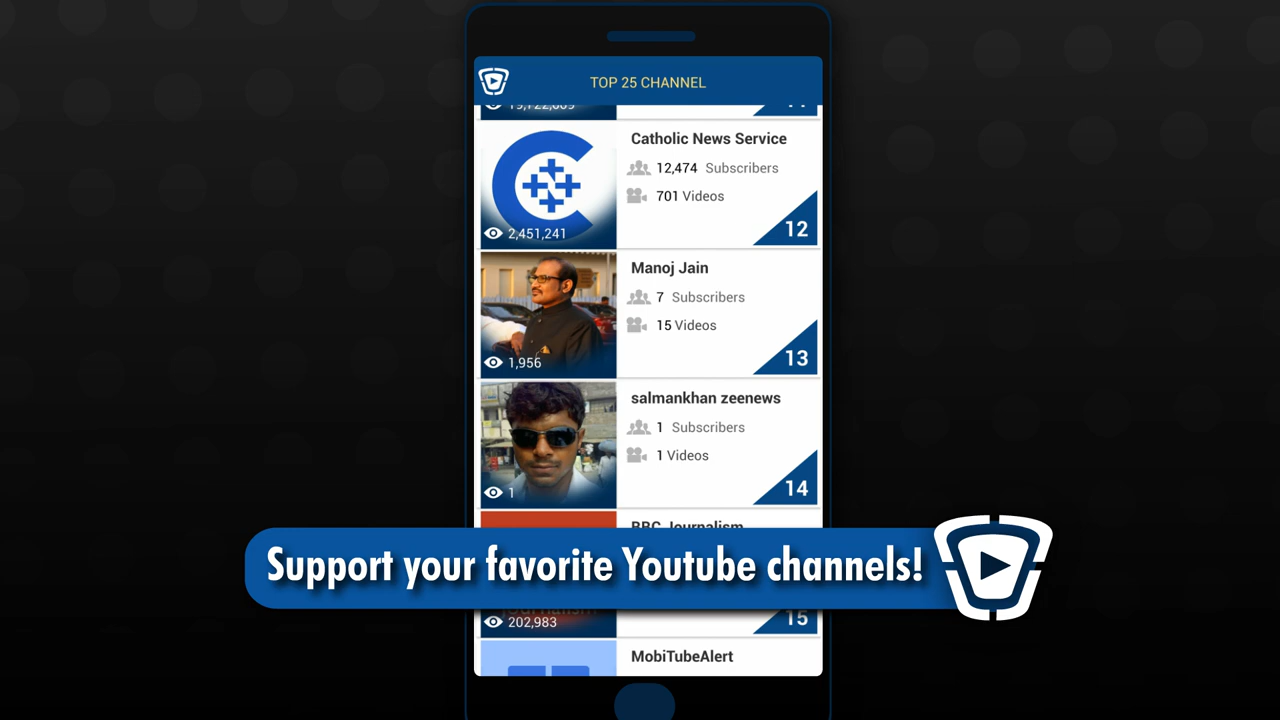 TOP 25 CHANNEL
Catholic News Service
12,474 Subscribers
701 Videos
2,451,241
12
Manoj Jain
7 Subscribers
15 Videos
1,956
13
salmankhan zeenews
1 Subscribers
1 Videos
1
14
BBC Journalism
Support your favorite Youtube channels!
202,983
15
MobiTubeAlert